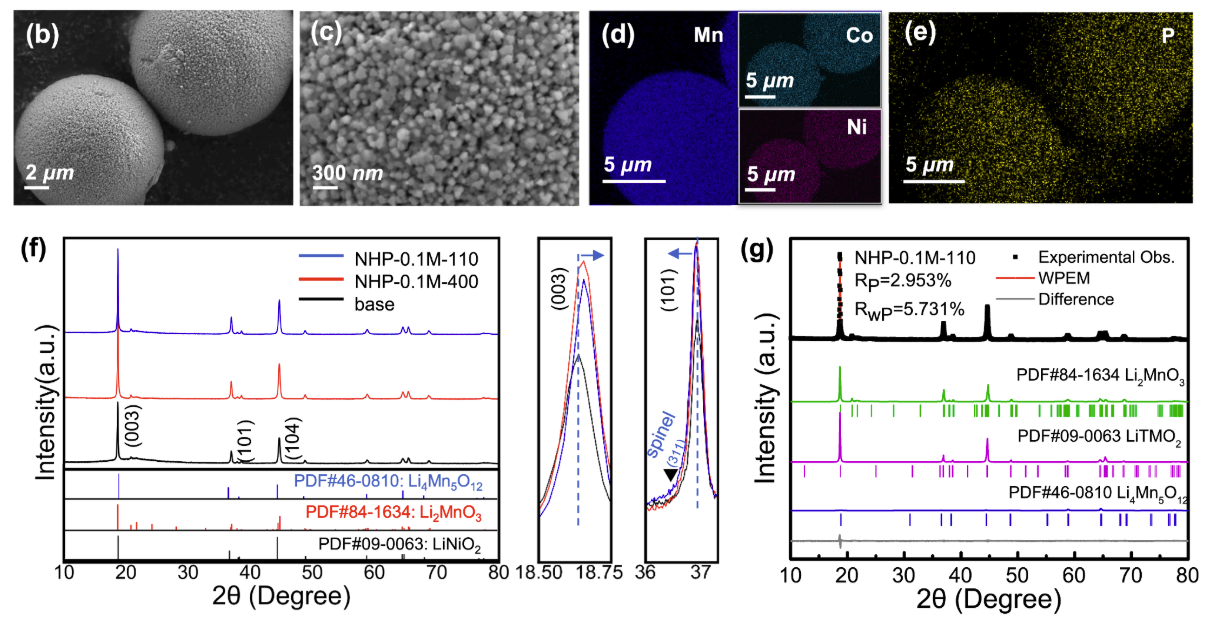 (b)
2 μm
(c)
300 nm
(d)
Mn
5 μm
Co
5 μm
Ni
5 μm
(e)
P
5 μm
(f)
NHP-0.1M-110
NHP-0.1M-400
base
Intensity(a.u.)
(003)
(101)
(104)
PDF#46-0810: Li₄Mn₅O₁₂
PDF#84-1634: Li₂MnO₃
PDF#09-0063: LiNiO₂
10 20 30 40 50 60 70 80
2θ (Degree)
(003)
18.50 18.75
(101)
spinel
(311)
36 37
(g)
NHP-0.1M-110
R_P=2.953%
R_wP=5.731%
Experimental Obs.
WPEM
Difference
Intensity (a.u.)
PDF#84-1634 Li₂MnO₃
PDF#09-0063 LiTMO₂
PDF#46-0810 Li₄Mn₅O₁₂
10 20 30 40 50 60 70 80
2θ (Degree)